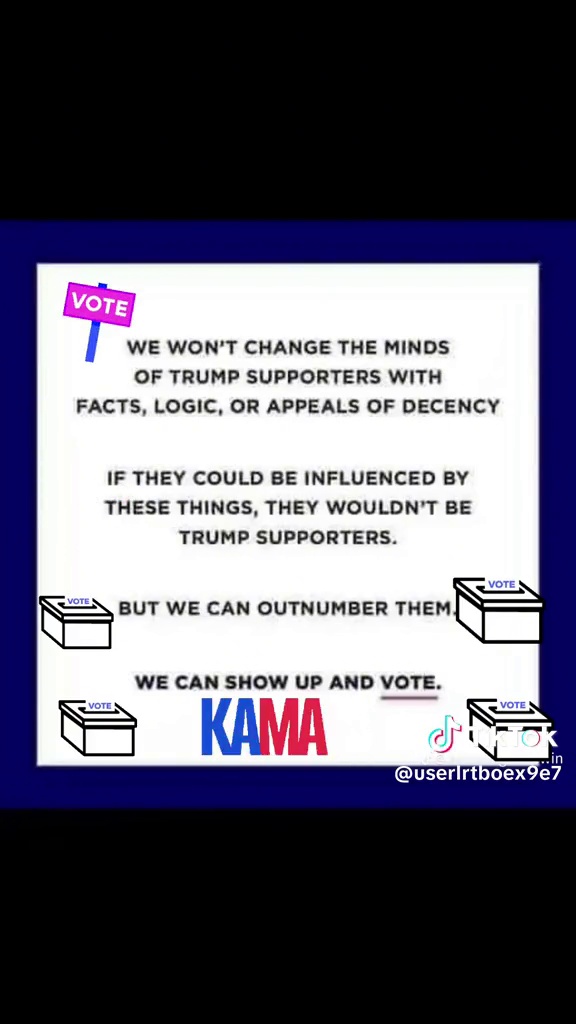 VOTE
WE WON'T CHANGE THE MINDS
OF TRUMP SUPPORTERS WITH
FACTS, LOGIC, OR APPEALS OF DECENCY
IF THEY COULD BE INFLUENCED BY
THESE THINGS, THEY WOULDN'T BE
TRUMP SUPPORTERS.
VOTE
VOTE
BUT WE CAN OUTNUMBER THEM.
WE CAN SHOW UP AND VOTE.
VOTE
KAMA
VOTE
TikTok
@userlrtboex9e7